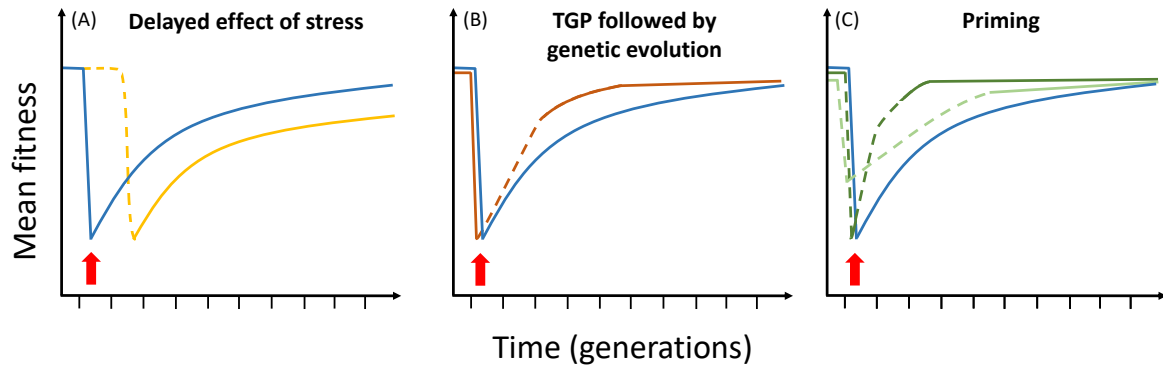 (A) Delayed effect of stress
(B) TGP followed by
genetic evolution
(C) Priming
Mean fitness
Time (generations)